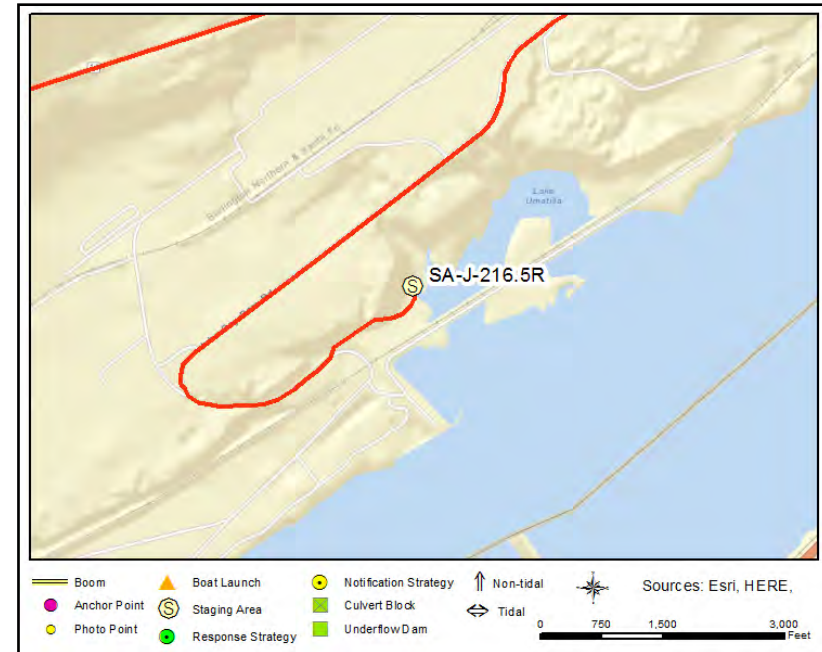 Burlington Northern & Santa Fe
Lake
Umatilla
SA-J-216.5R
S
Boom
Boat Launch
Notification Strategy
Non-tidal
Sources: Esri, HERE,
Anchor Point
S
Staging Area
Culvert Block
Tidal
Photo Point
Response Strategy
Underflow Dam
0 750 1,500 3,000
Feet